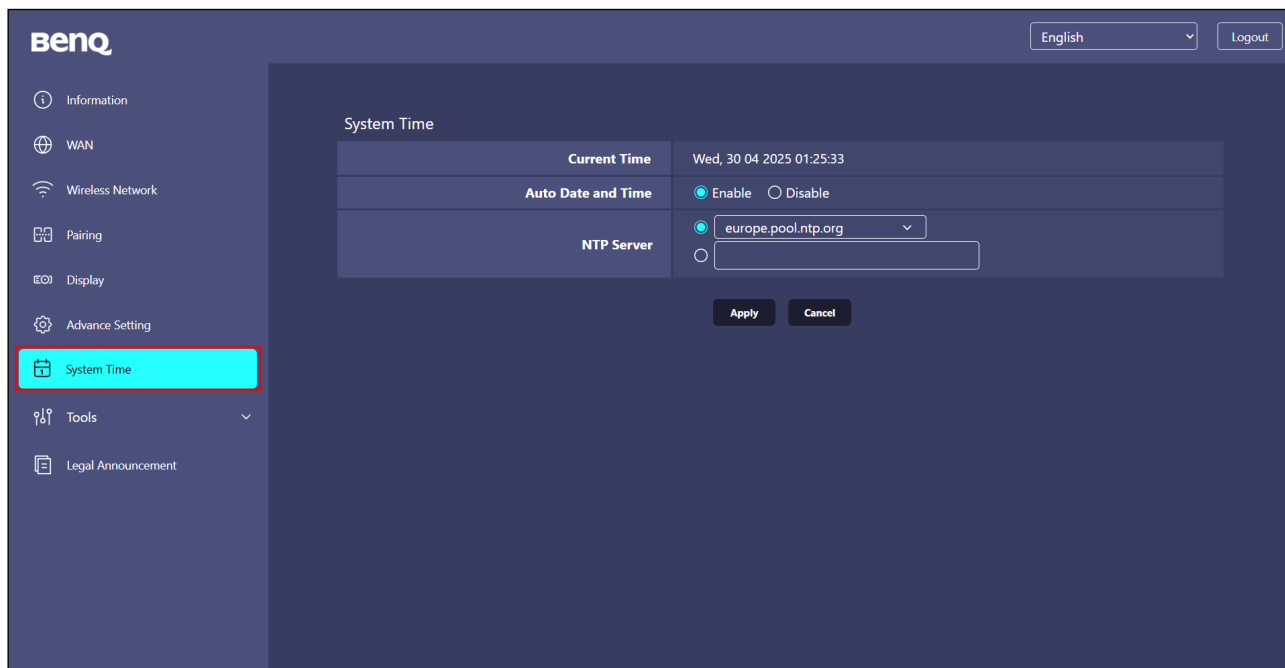 BenQ
English
Logout
Information
WAN
Wireless Network
Pairing
Display
Advance Setting
System Time
Tools
Legal Announcement
System Time
Current Time Wed, 30 04 2025 01:25:33
Auto Date and Time Enable Disable
NTP Server europe.pool.ntp.org
Apply Cancel